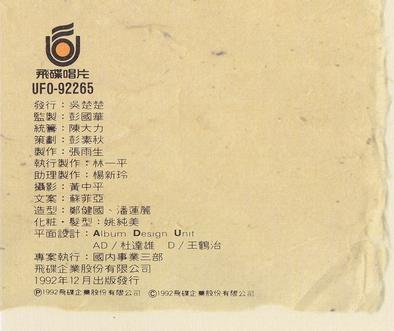 飛碟唱片
UFO-92265
發行：吳楚楚
監製：彭國華
統籌：陳大力
策劃：彭素秋
製作：張雨生
執行製作：林一平
助理製作：楊新玲
攝影：黃中平
文案：蘇菲亞
造型：鄭健國、潘蓮麗
化粧・髮型：姚純美
平面設計：Album Design Unit
AD/杜達雄 D/王鶴治
專案執行：國內事業三部
飛碟企業股份有限公司
1992年12月出版發行
Ⓟ1992飛碟企業股份有限公司 ©1992飛碟企業股份有限公司